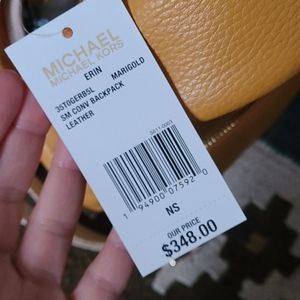 MICHAEL
MICHAEL KORS
ERIN MARIGOLD
35T0GERB5L
SM CONV BACKPACK
LEATHER
1 94900 07592 0
NS
OUR PRICE
$348.00